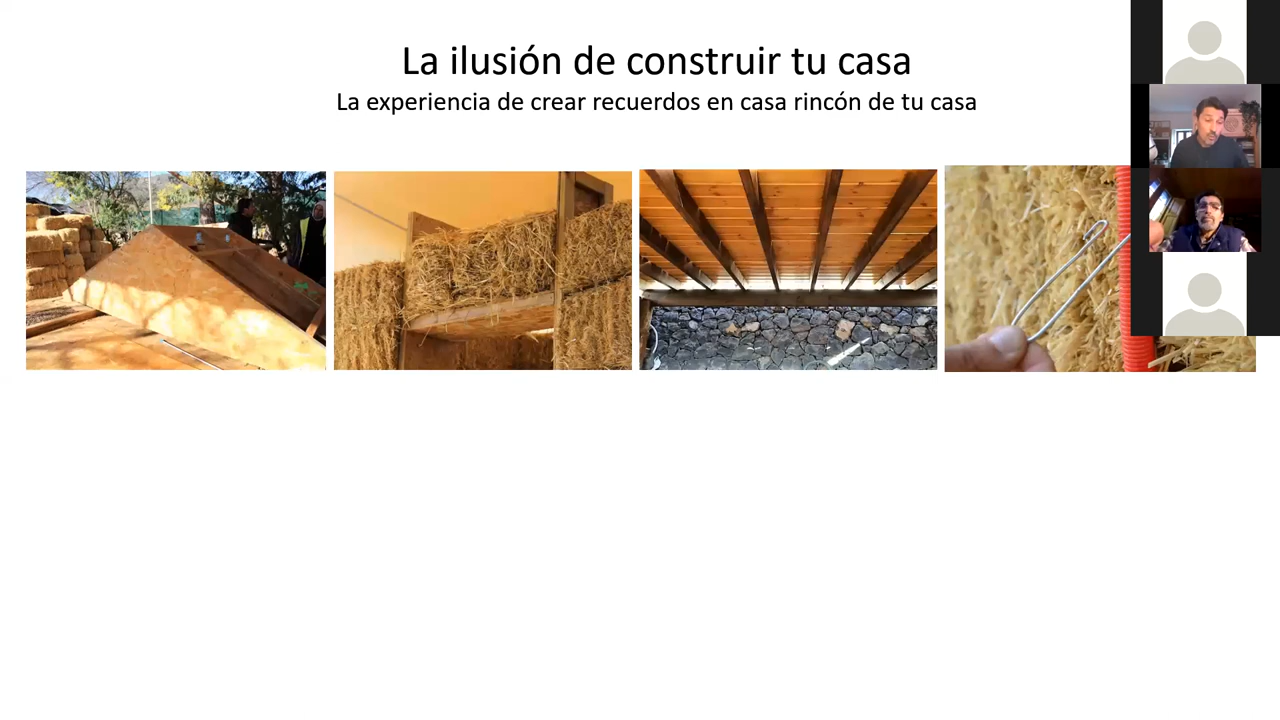 La ilusión de construir tu casa
La experiencia de crear recuerdos en casa rincón de tu casa